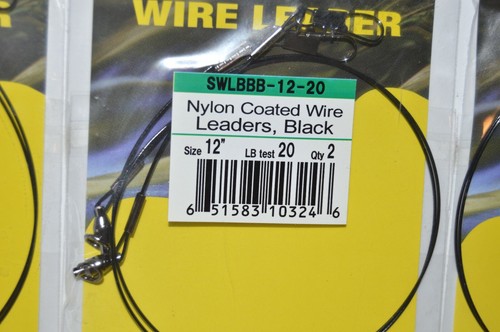 WIRE LEADER
SWLBBB-12-20
Nylon Coated Wire
Leaders, Black
Size 12" LB test 20 Qty 2
6 51583 10324 6